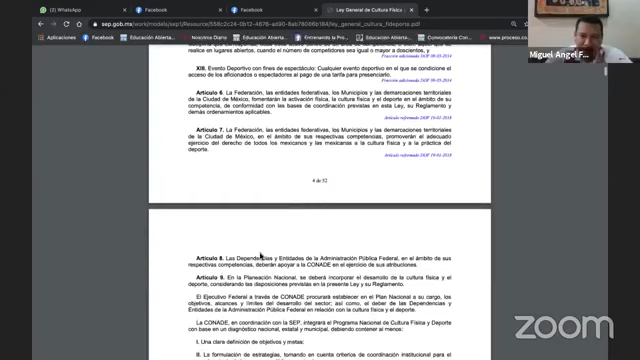 WhatsApp
Facebook
Facebook
Ley General de Cultura Física y
sep.gob.mx/work/models/sep1/Resource/558c2c24-0b12-4676-ad90-8ab78006b184/ley_general_cultura_fideporte.pdf
Aplicaciones
Facebook
Educación Abierta
Entrenamiento de
Educación Abierta
Convocatoria Gener
www.proceso.co
realice en espacios abiertos, cuando el número de competidores sea igual o mayor a doscientos, y
Fracción adicionada DOF 09-05-2014
XIII. Evento Deportivo con fines de espectáculo: Cualquier evento deportivo en el que se condicione el
acceso de los aficionados o espectadores al pago de una tarifa para presenciarlo.
Fracción adicionada DOF 09-05-2014
Artículo 6. La Federación, las entidades federativas, los Municipios y las demarcaciones territoriales
de la Ciudad de México, fomentarán la activación física, la cultura física y el deporte en el ámbito de su
competencia, de conformidad con las bases de coordinación previstas en esta Ley, su Reglamento y
demás ordenamientos aplicables.
Artículo reformado DOF 19-01-2018
Artículo 7. La Federación, las entidades federativas, los Municipios y las demarcaciones territoriales
de la Ciudad de México, en el ámbito de sus respectivas competencias, promoverán el adecuado
ejercicio del derecho de todos los mexicanos y las mexicanas a la cultura física y a la práctica del
deporte.
Artículo reformado DOF 19-01-2018
4 de 52
Artículo 8. Las Dependencias y Entidades de la Administración Pública Federal, en el ámbito de sus
respectivas competencias, deberán apoyar a la CONADE en el ejercicio de sus atribuciones.
Artículo 9. En la Planeación Nacional, se deberá incorporar el desarrollo de la cultura física y el
deporte, considerando las disposiciones previstas en la presente Ley y su Reglamento.
El Ejecutivo Federal a través de CONADE procurará establecer en el Plan Nacional a su cargo, los
objetivos, alcances y límites del desarrollo del sector; así como, el deber de las Dependencias y
Entidades de la Administración Pública Federal en relación con la cultura física y el deporte.
La CONADE, en coordinación con la SEP, integrará el Programa Nacional de Cultura Física y Deporte
con base en un diagnóstico nacional, estatal y municipal, debiendo contener al menos:
I. Una clara definición de objetivos y metas;
II. La formulación de estrategias, tomando en cuenta criterios de coordinación institucional para el
Miguel Angel F...
zoom